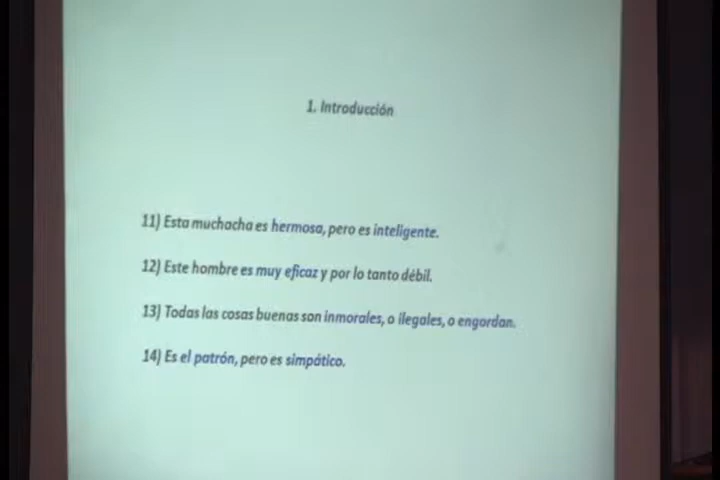 1. Introducción
11) Esta muchacha es hermosa, pero es inteligente.
12) Este hombre es muy eficaz y por lo tanto débil.
13) Todas las cosas buenas son inmorales, o ilegales, o engordan.
14) Es el patrón, pero es simpático.